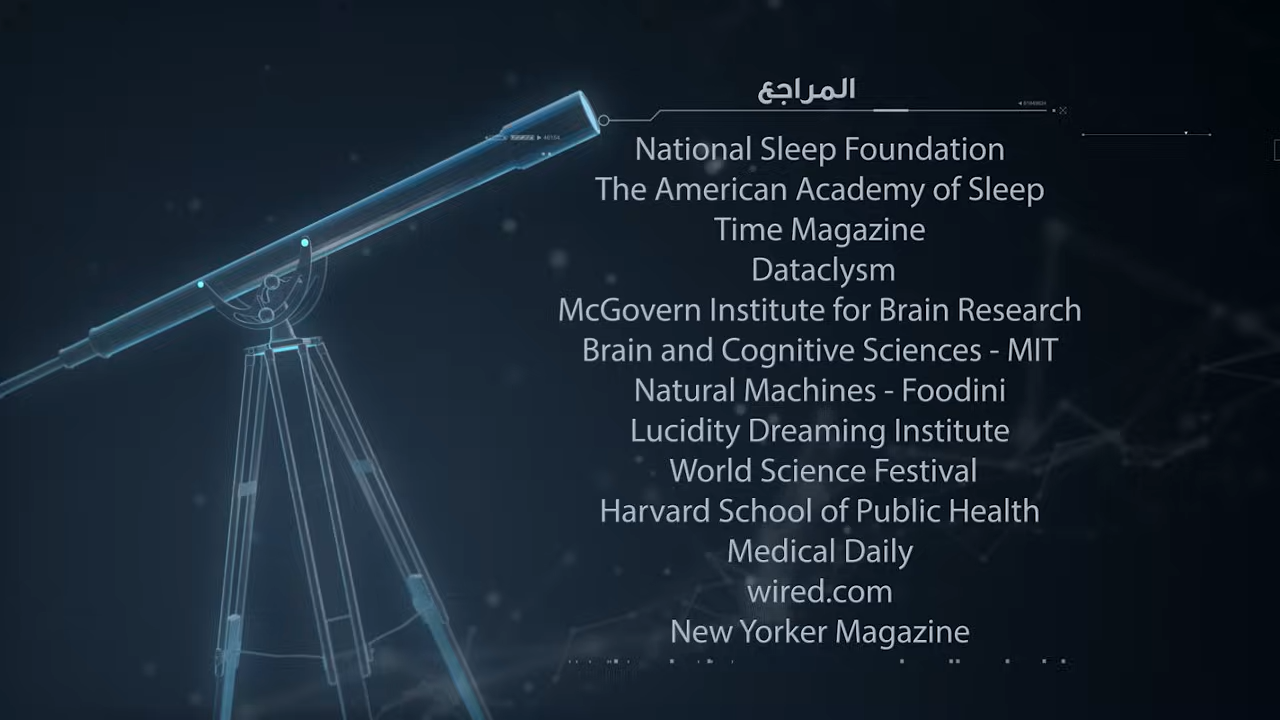 المراجع
National Sleep Foundation
The American Academy of Sleep
Time Magazine
Dataclysm
McGovern Institute for Brain Research
Brain and Cognitive Sciences - MIT
Natural Machines - Foodini
Lucidity Dreaming Institute
World Science Festival
Harvard School of Public Health
Medical Daily
wired.com
New Yorker Magazine